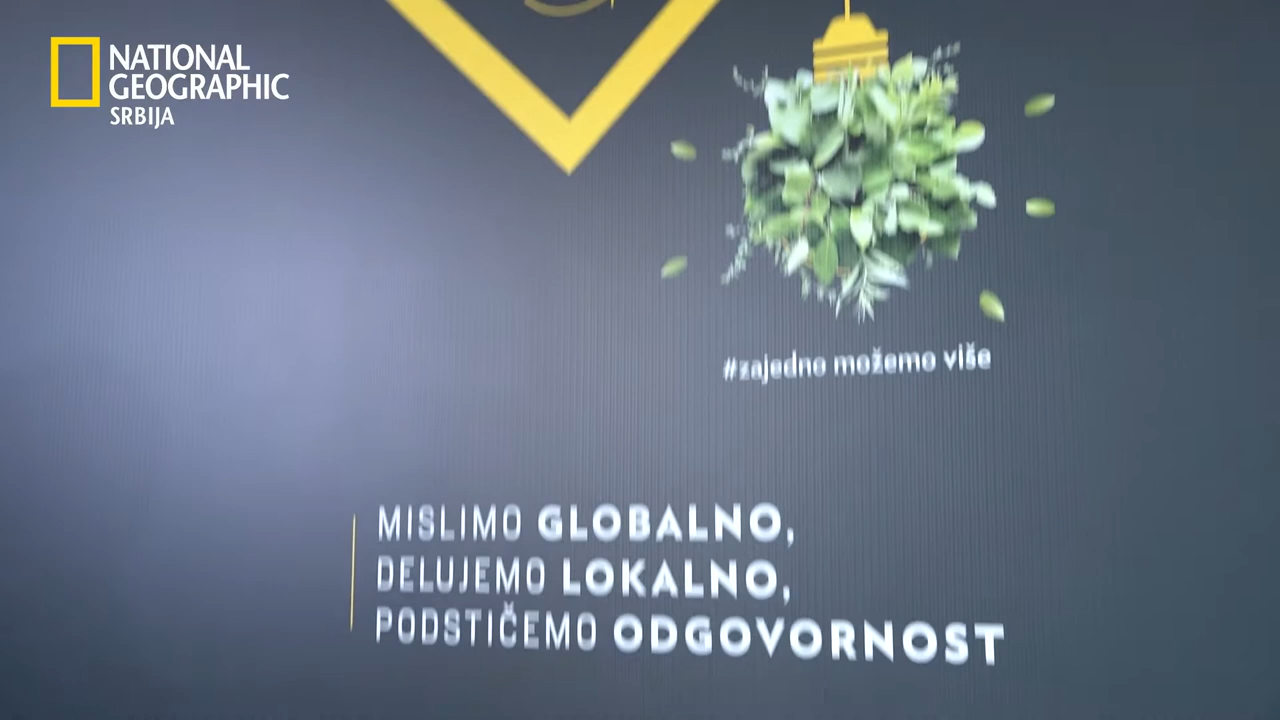 NATIONAL
GEOGRAPHIC
SRBIJA
#zajedno možemo više
MISLIMO GLOBALNO,
DELUJEMO LOKALNO,
PODSTIČEMO ODGOVORNOST